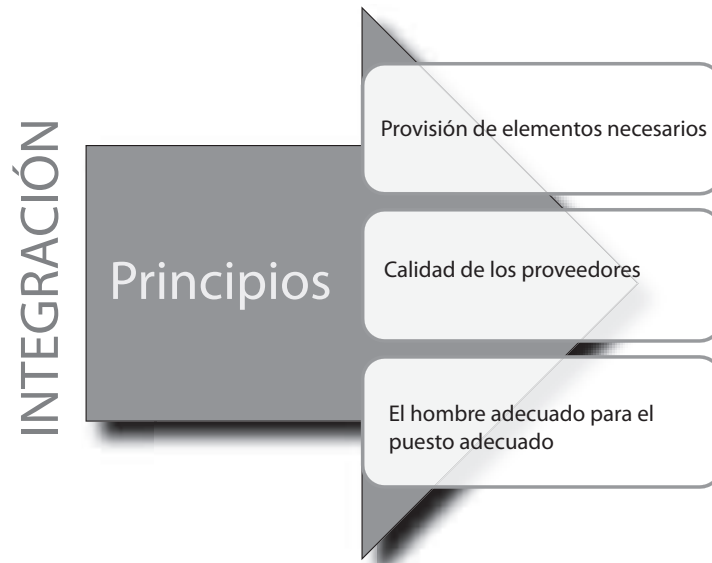 INTEGRACIÓN
Principios
Provisión de elementos necesarios
Calidad de los proveedores
El hombre adecuado para el
puesto adecuado